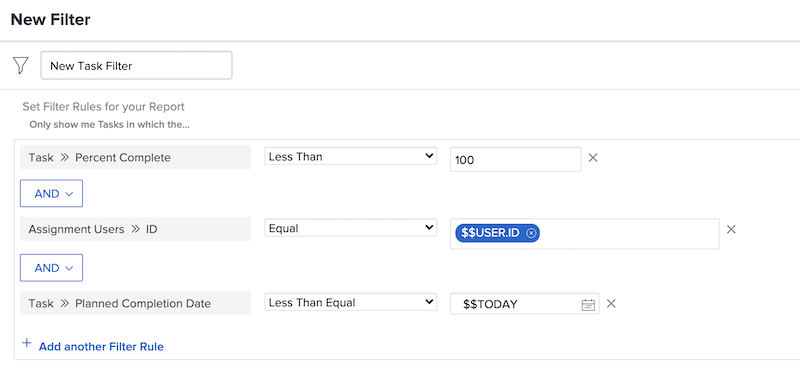 New Filter
New Task Filter
Set Filter Rules for your Report
Only show me Tasks in which the...
Task » Percent Complete Less Than 100
AND
Assignment Users » ID Equal $$USER.ID
AND
Task » Planned Completion Date Less Than Equal $$TODAY
+ Add another Filter Rule